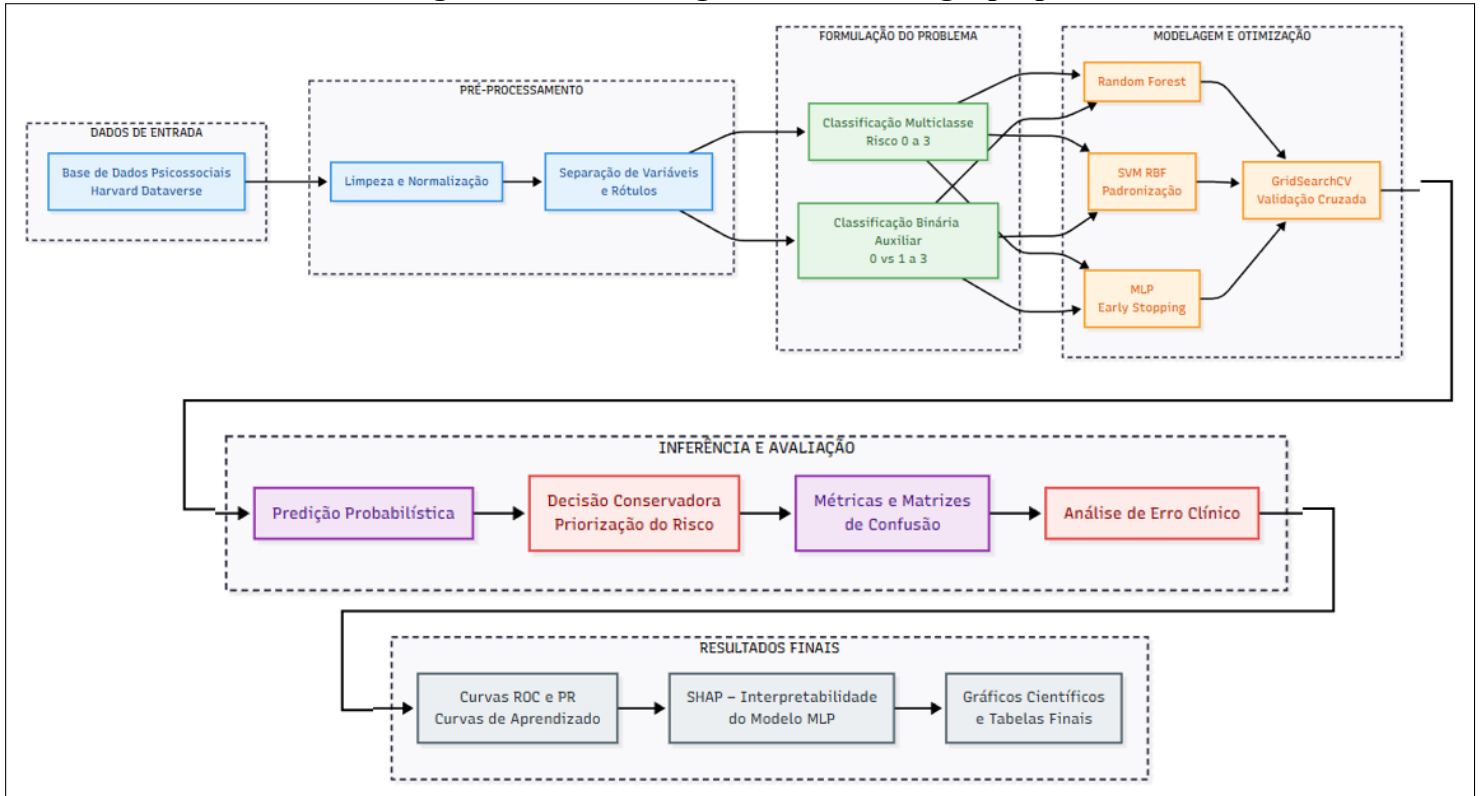 DADOS DE ENTRADA
Base de Dados Psicossociais
Harvard Dataverse
PRÉ-PROCESSAMENTO
Limpeza e Normalização
Separação de Variáveis
e Rótulos
FORMULAÇÃO DO PROBLEMA
Classificação Multiclasse
Risco 0 a 3
Classificação Binária
Auxiliar
0 vs 1 a 3
MODELAGEM E OTIMIZAÇÃO
Random Forest
SVM RBF
Padronização
MLP
Early Stopping
GridSearchCV
Validação Cruzada
INFERÊNCIA E AVALIAÇÃO
Predição Probabilística
Decisão Conservadora
Priorização do Risco
Métricas e Matrizes
de Confusão
Análise de Erro Clínico
RESULTADOS FINAIS
Curvas ROC e PR
Curvas de Aprendizado
SHAP – Interpretabilidade
do Modelo MLP
Gráficos Científicos
e Tabelas Finais